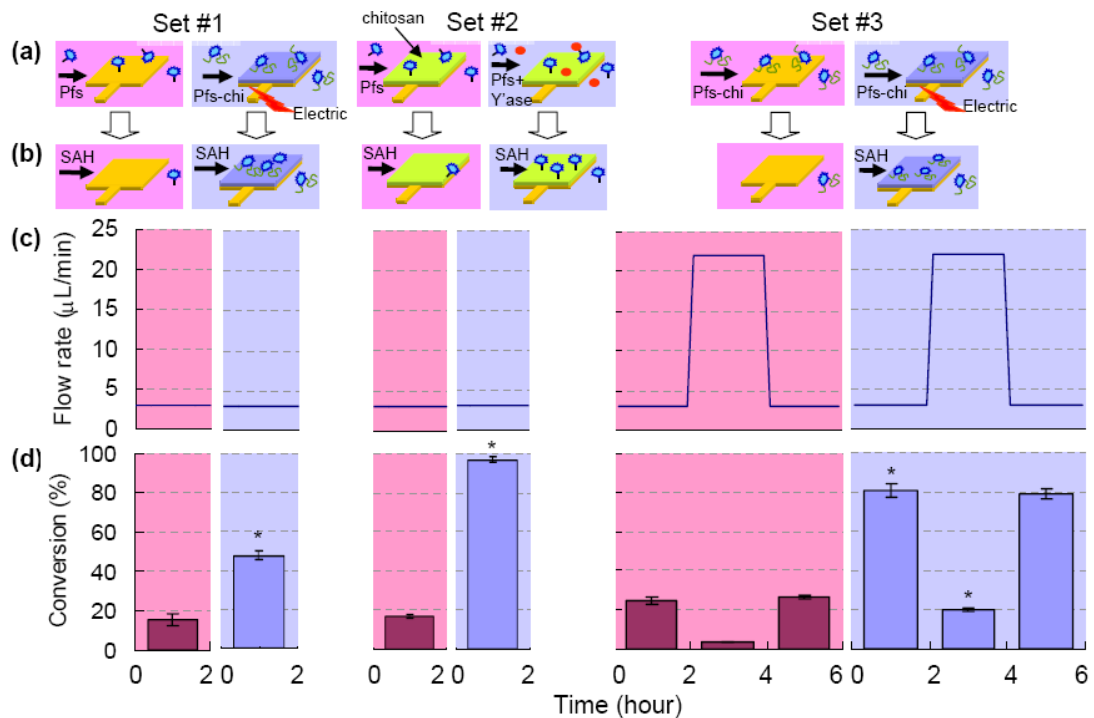 Set #1 Set #2 Set #3
chitosan
(a)
Pfs Pfs-chi Pfs Pfs+ Pfs-chi Pfs-chi
Y'ase
Electric Electric
(b) SAH SAH SAH SAH SAH
(c)
Flow rate (μL/min)
25
20
15
10
5
0
(d)
Conversion (%)
100
80
60
40
20
0
* * * *
0 2 0 2 0 2 0 2 0 2 4 6 0 2 4 6
Time (hour)